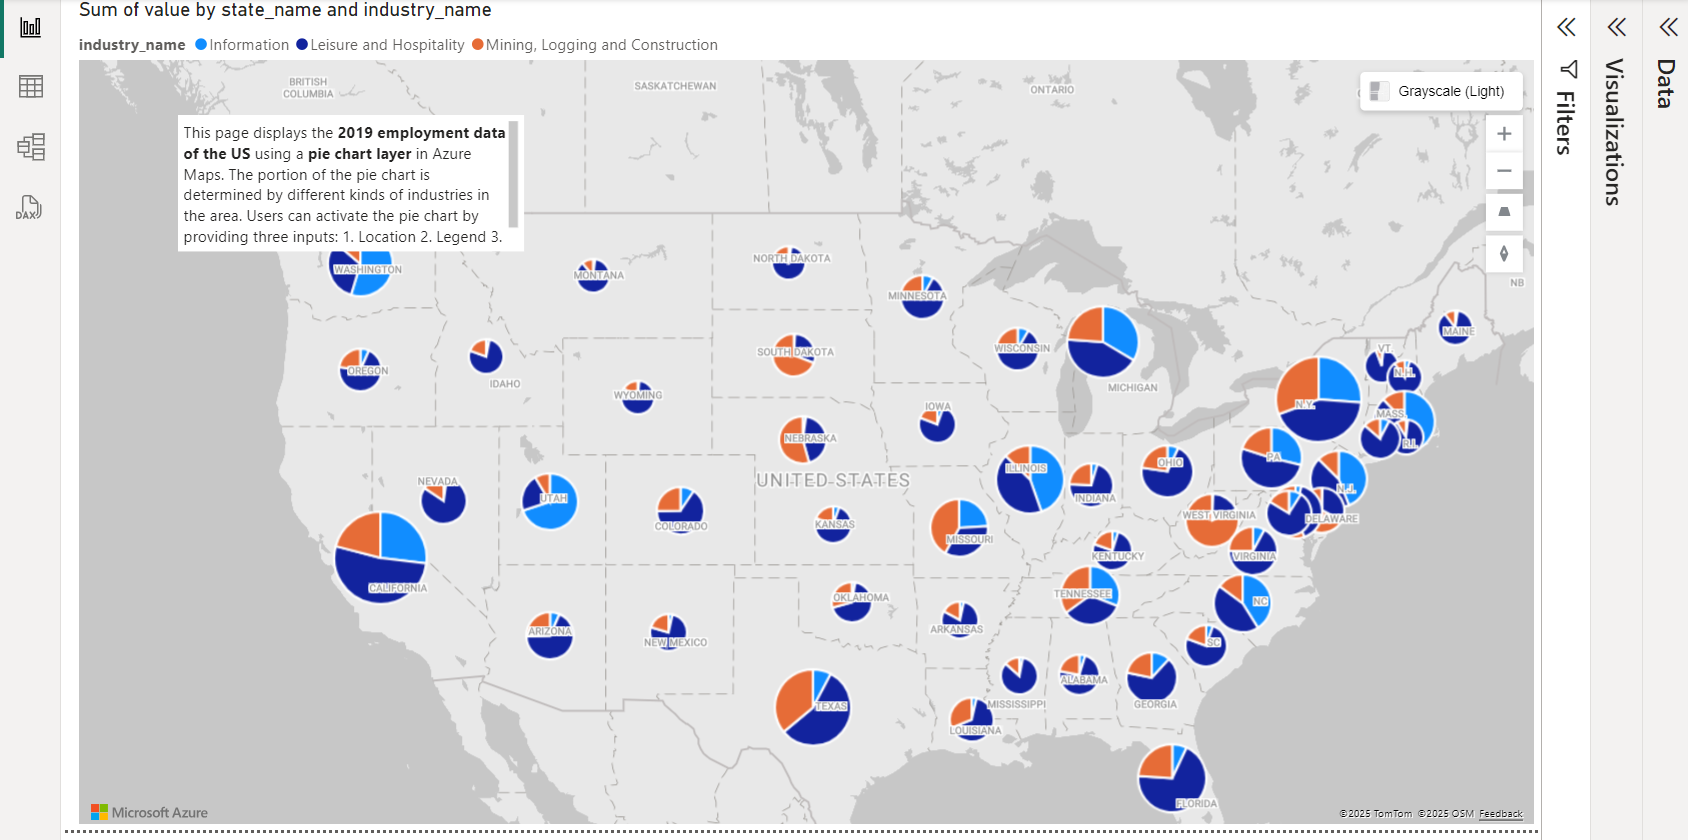 Sum of value by state_name and industry_name
industry_name Information Leisure and Hospitality Mining, Logging and Construction
BRITISH
COLUMBIA
SASKATCHEWAN
ONTARIO
Grayscale (Light)
This page displays the 2019 employment data
of the US using a pie chart layer in Azure
Maps. The portion of the pie chart is
determined by different kinds of industries in
the area. Users can activate the pie chart by
providing three inputs: 1. Location 2. Legend 3.
WASHINGTON
MONTANA
NORTH DAKOTA
MINNESOTA
NB
MAINE
OREGON
IDAHO
SOUTH DAKOTA
WISCONSIN
MICHIGAN
VT.
N.H.
WYOMING
IOWA
N.Y.
MASS.
R.I.
NEBRASKA
UNITED STATES
ILLINOIS
OHIO
PA
N.J.
NEVADA
UTAH
COLORADO
KANSAS
MISSOURI
INDIANA
WEST VIRGINIA
DELAWARE
KENTUCKY
VIRGINIA
CALIFORNIA
OKLAHOMA
TENNESSEE
NC
ARIZONA
NEW MEXICO
ARKANSAS
SC
TEXAS
MISSISSIPPI
ALABAMA
GEORGIA
LOUISIANA
FLORIDA
Microsoft Azure
©2025 TomTom ©2025 OSM Feedback
Filters
Visualizations
Data
DAX